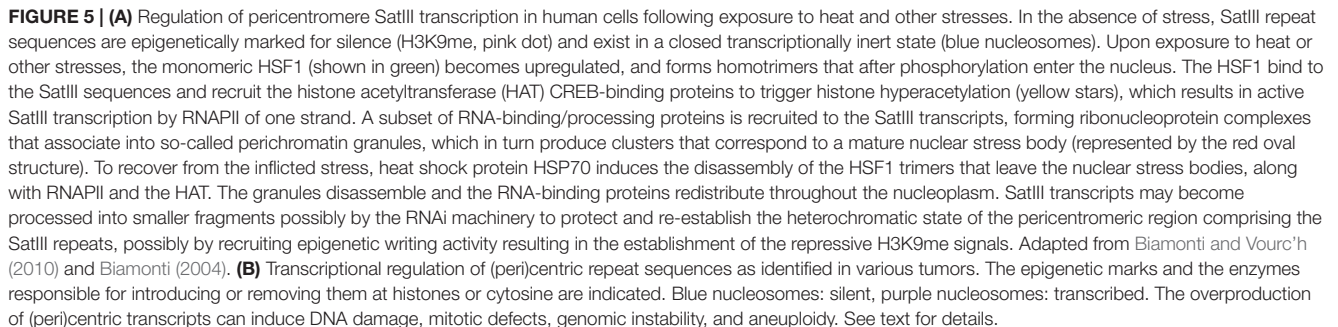 FIGURE 5 | (A) Regulation of pericentromere SatIII transcription in human cells following exposure to heat and other stresses. In the absence of stress, SatIII repeat
sequences are epigenetically marked for silence (H3K9me, pink dot) and exist in a closed transcriptionally inert state (blue nucleosomes). Upon exposure to heat or
other stresses, the monomeric HSF1 (shown in green) becomes upregulated, and forms homotrimers that after phosphorylation enter the nucleus. The HSF1 bind to
the SatIII sequences and recruit the histone acetyltransferase (HAT) CREB-binding proteins to trigger histone hyperacetylation (yellow stars), which results in active
SatIII transcription by RNAPII of one strand. A subset of RNA-binding/processing proteins is recruited to the SatIII transcripts, forming ribonucleoprotein complexes
that associate into so-called perichromatin granules, which in turn produce clusters that correspond to a mature nuclear stress body (represented by the red oval
structure). To recover from the inflicted stress, heat shock protein HSP70 induces the disassembly of the HSF1 trimers that leave the nuclear stress bodies, along
with RNAPII and the HAT. The granules disassemble and the RNA-binding proteins redistribute throughout the nucleoplasm. SatIII transcripts may become
processed into smaller fragments possibly by the RNAi machinery to protect and re-establish the heterochromatic state of the pericentromeric region comprising the
SatIII repeats, possibly by recruiting epigenetic writing activity resulting in the establishment of the repressive H3K9me signals. Adapted from Biamonti and Vourc'h
(2010) and Biamonti (2004). (B) Transcriptional regulation of (peri)centric repeat sequences as identified in various tumors. The epigenetic marks and the enzymes
responsible for introducing or removing them at histones or cytosine are indicated. Blue nucleosomes: silent, purple nucleosomes: transcribed. The overproduction
of (peri)centric transcripts can induce DNA damage, mitotic defects, genomic instability, and aneuploidy. See text for details.